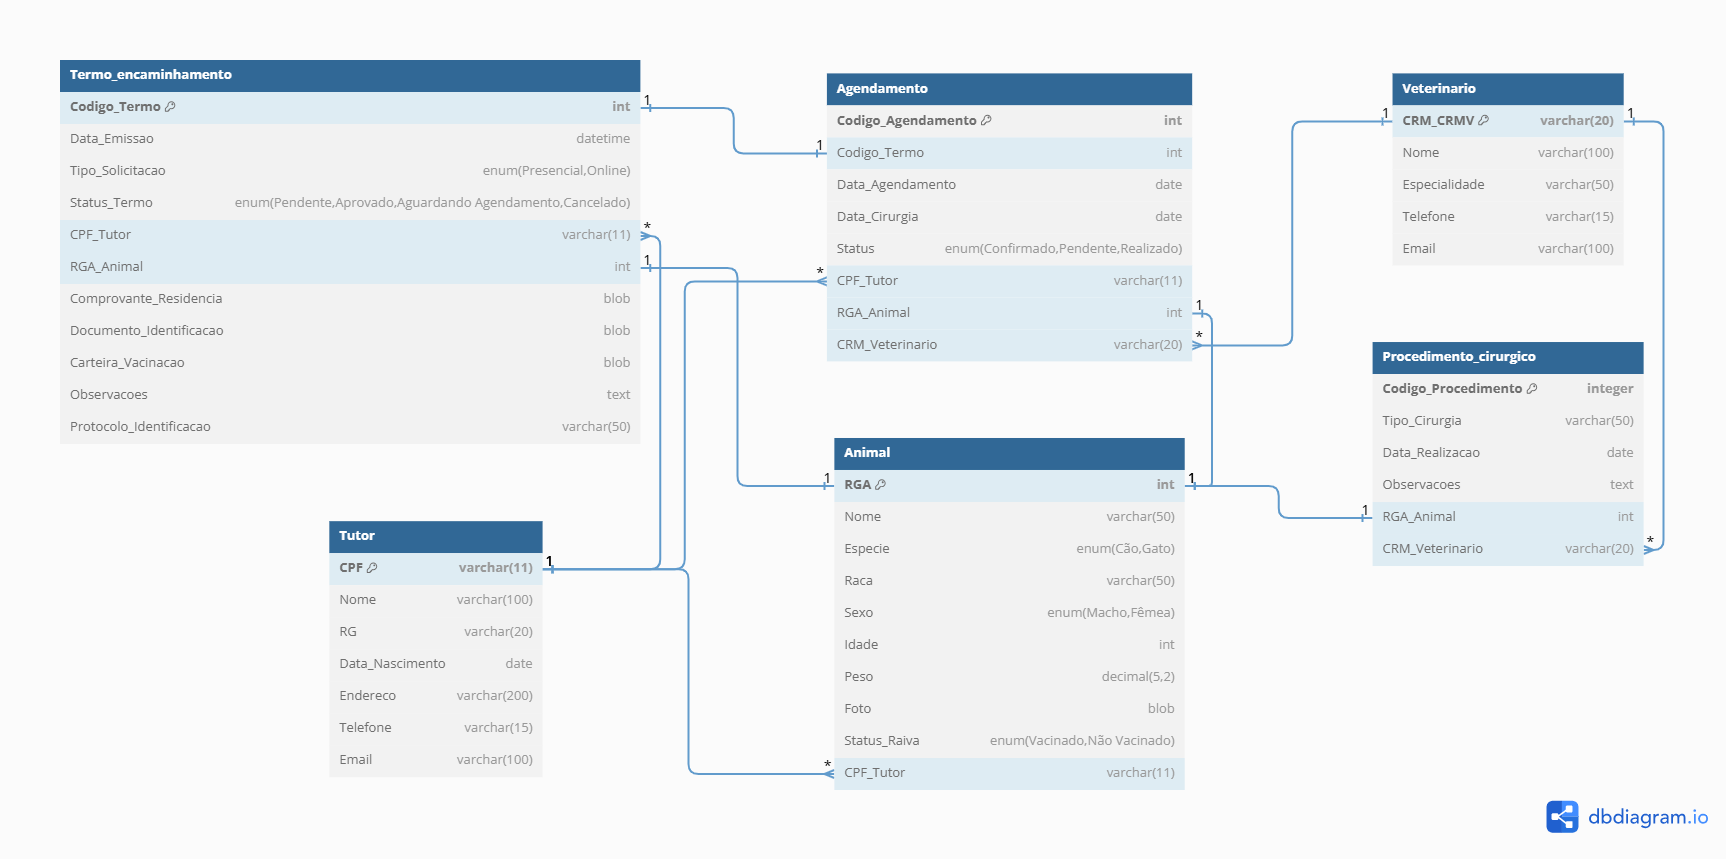 Termo_encaminhamento
Codigo_Termo int
Data_Emissao datetime
Tipo_Solicitacao enum(Presencial,Online)
Status_Termo enum(Pendente,Aprovado,Aguardando Agendamento,Cancelado)
CPF_Tutor varchar(11)
RGA_Animal int
Comprovante_Residencia blob
Documento_Identificacao blob
Carteira_Vacinacao blob
Observacoes text
Protocolo_Identificacao varchar(50)
1
*
1
Agendamento
Codigo_Agendamento int
Codigo_Termo int
Data_Agendamento date
Data_Cirurgia date
Status enum(Confirmado,Pendente,Realizado)
CPF_Tutor varchar(11)
RGA_Animal int
CRM_Veterinario varchar(20)
1
*
1
*
Veterinario
CRM_CRMV varchar(20)
Nome varchar(100)
Especialidade varchar(50)
Telefone varchar(15)
Email varchar(100)
1
1
Procedimento_cirurgico
Codigo_Procedimento integer
Tipo_Cirurgia varchar(50)
Data_Realizacao date
Observacoes text
RGA_Animal int
CRM_Veterinario varchar(20)
1
*
Animal
RGA int
Nome varchar(50)
Especie enum(Cão,Gato)
Raca varchar(50)
Sexo enum(Macho,Fêmea)
Idade int
Peso decimal(5,2)
Foto blob
Status_Raiva enum(Vacinado,Não Vacinado)
CPF_Tutor varchar(11)
1
1
*
Tutor
CPF varchar(11)
Nome varchar(100)
RG varchar(20)
Data_Nascimento date
Endereco varchar(200)
Telefone varchar(15)
Email varchar(100)
1
dbdiagram.io